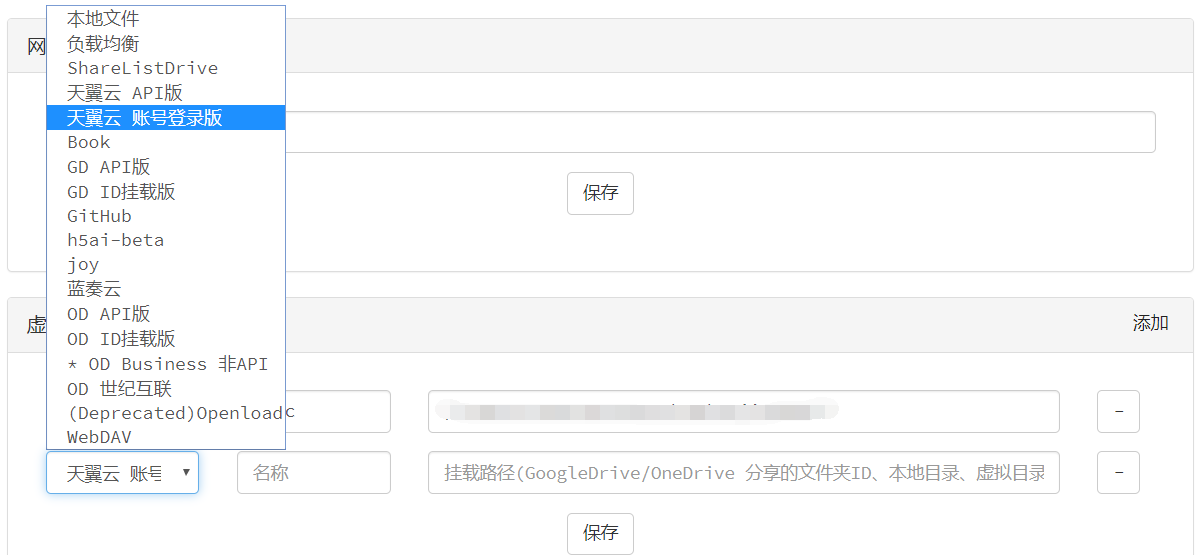 本地文件
负载均衡
ShareListDrive
天翼云 API版
天翼云 账号登录版
Book
GD API版
GD ID挂载版
GitHub
h5ai-beta
joy
蓝奏云
OD API版
OD ID挂载版
* OD Business 非API
OD 世纪互联
(Deprecated)Openload
WebDAV
网
保存
虚
添加
c
-
天翼云 账号
名称
挂载路径(GoogleDrive/OneDrive 分享的文件夹ID、本地目录、虚拟目录
-
保存